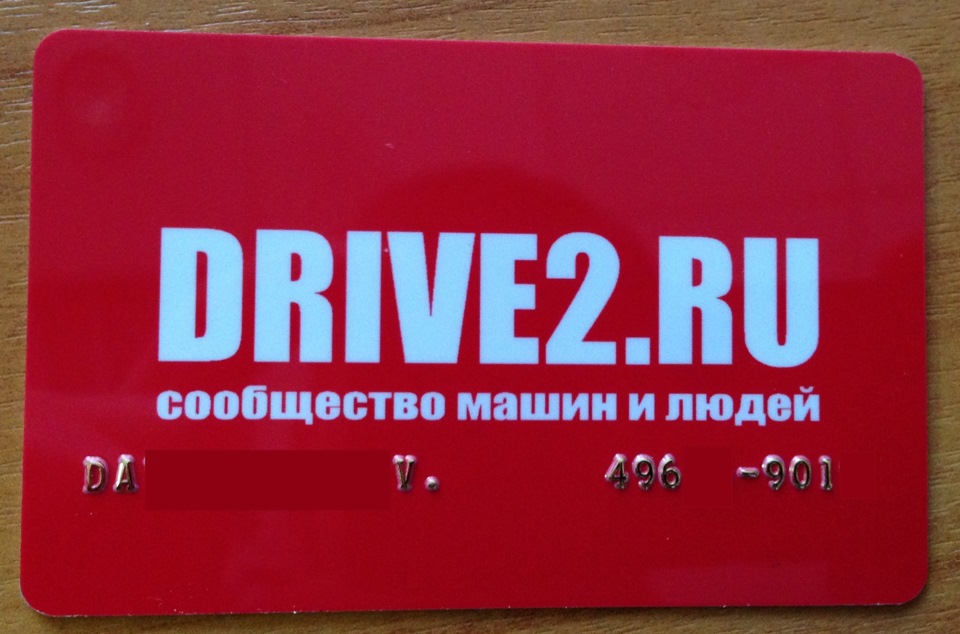 DRIVE2.RU
сообщество машин и людей
DA V. 496 -901